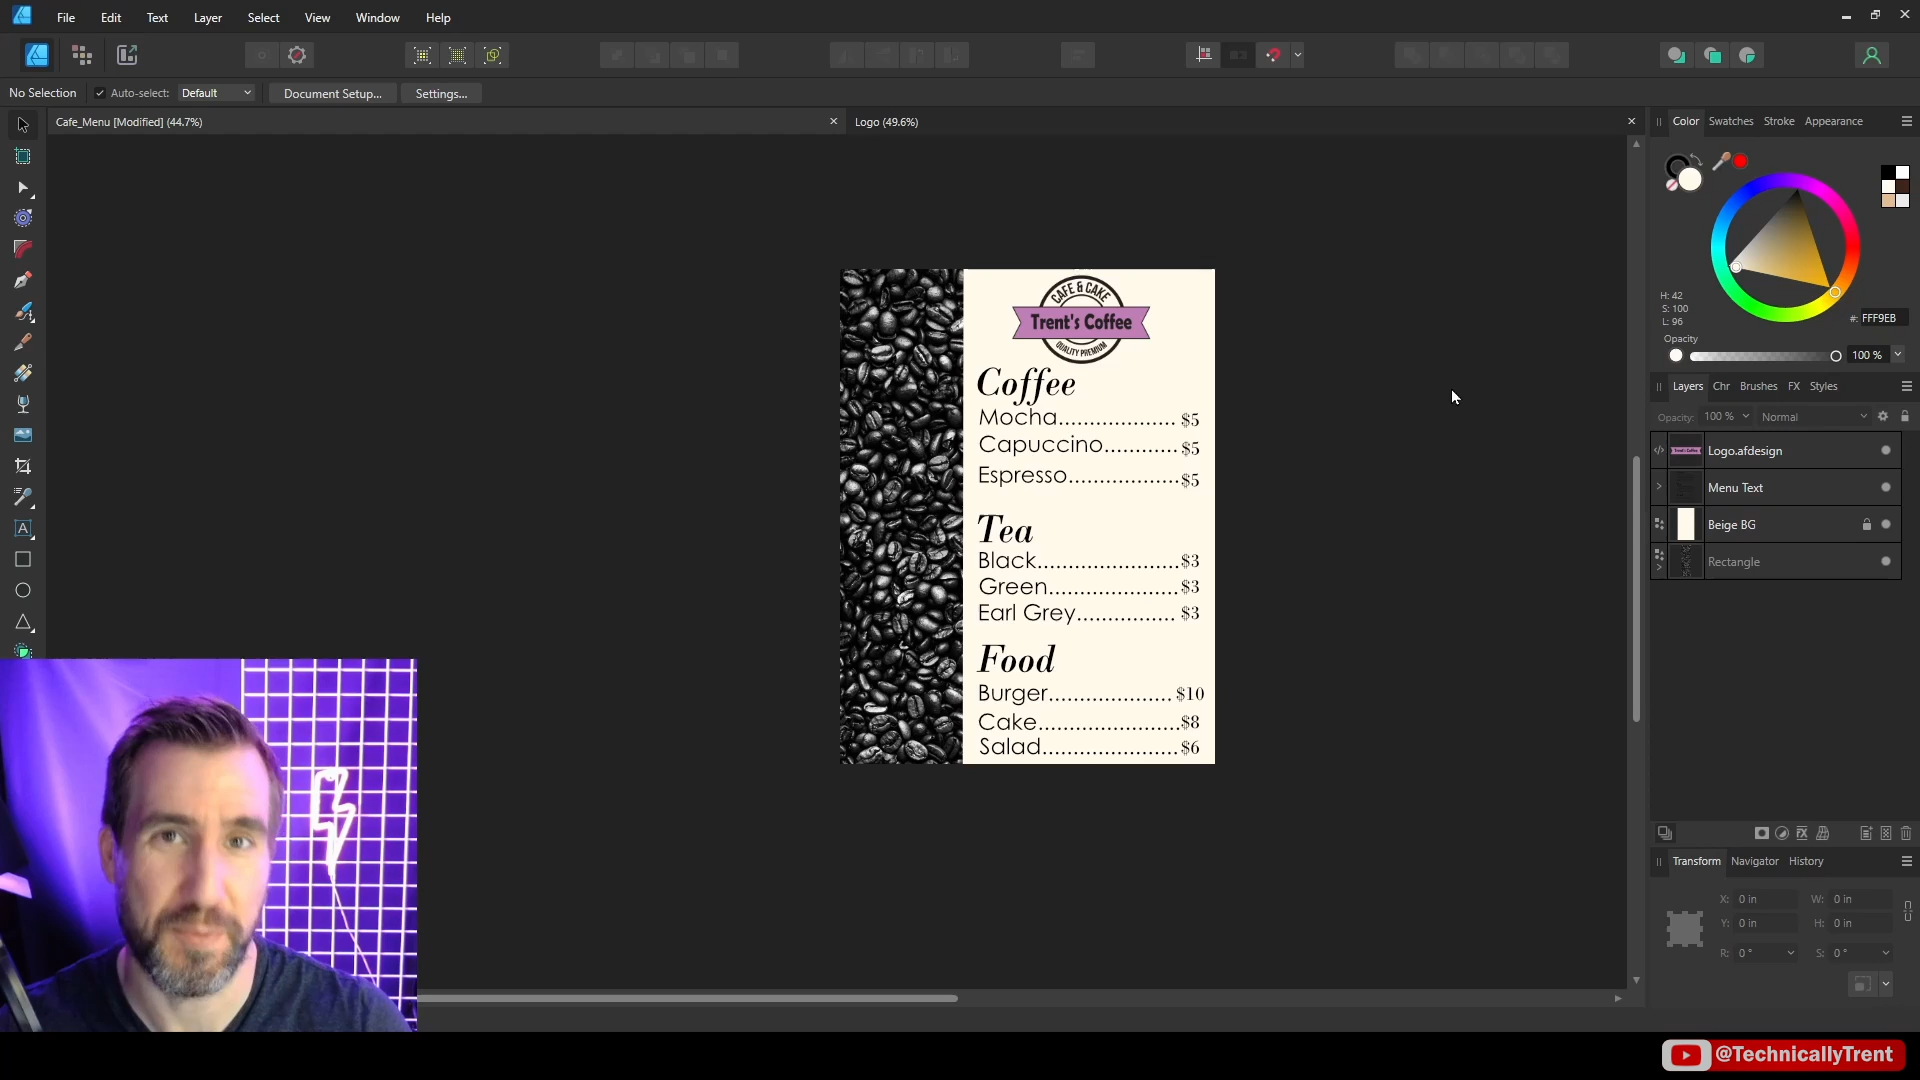 File Edit Text Layer Select View Window Help
No Selection Auto-select: Default Document Setup... Settings...
Cafe_Menu [Modified] (44.7%)
Logo (49.6%)
Color Swatches Stroke Appearance
H: 42
S: 100
L: 96
#: FFF9EB
Opacity
100 %
Layers Chr Brushes FX Styles
Opacity: 100 % Normal
Logo.afdesign
Menu Text
Beige BG
Rectangle
Transform Navigator History
X: 0 in W: 0 in
Y: 0 in H: 0 in
R: 0 ° S: 0 °
CAFE & CAKE
Trent's Coffee
QUALITY PREMIUM
Coffee
Mocha................... $5
Capuccino............ $5
Espresso..................$5
Tea
Black.......................$3
Green.....................$3
Earl Grey................ $3
Food
Burger.................... $10
Cake.......................$8
Salad......................$6
@TechnicallyTrent